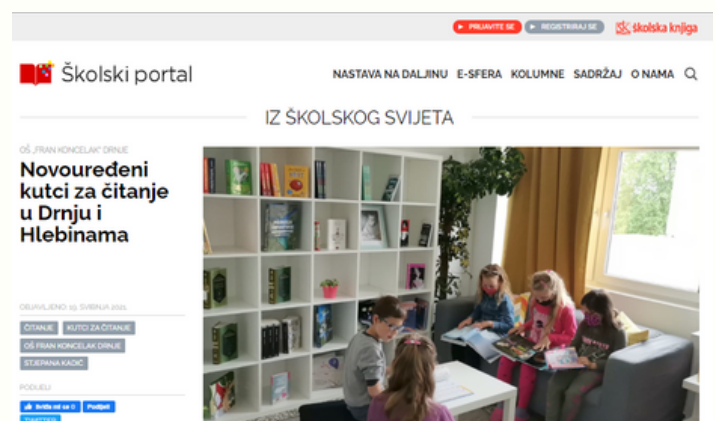 PRIJAVITE SE
REGISTRIRAJ SE
školska knjiga
Školski portal
NASTAVA NA DALJINU E-SFERA KOLUMNE SADRŽAJ O NAMA
IZ ŠKOLSKOG SVIJETA
OŠ „FRAN KONCELAK" DRNJE
Novouređeni
kutci za čitanje
u Drnju i
Hlebinama
OBJAVLJENO: 19. SVIBNJA 2021.
ČITANJE KUTCI ZA ČITANJE
OŠ FRAN KONCELAK DRNJE
STJEPANA KADIĆ
PODIJELI
Sviđa mi se 0 Podijeli
TWITTER